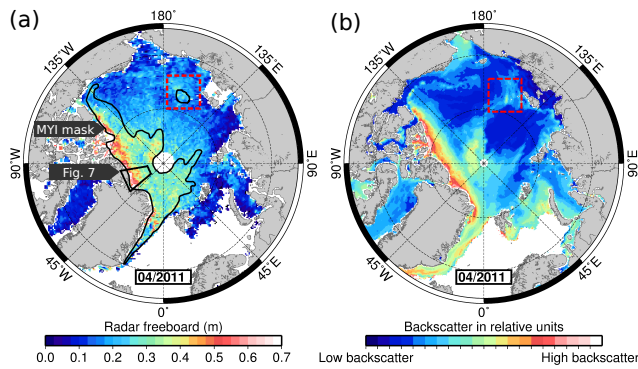 (a)
(b)
180°
135°W
135°E
90°W
90°E
45°W
45°E
0°
MYI mask
Fig. 7
04/2011
Radar freeboard (m)
0.0 0.1 0.2 0.3 0.4 0.5 0.6 0.7
180°
135°W
135°E
90°W
90°E
45°W
45°E
0°
04/2011
Backscatter in relative units
Low backscatter
High backscatter